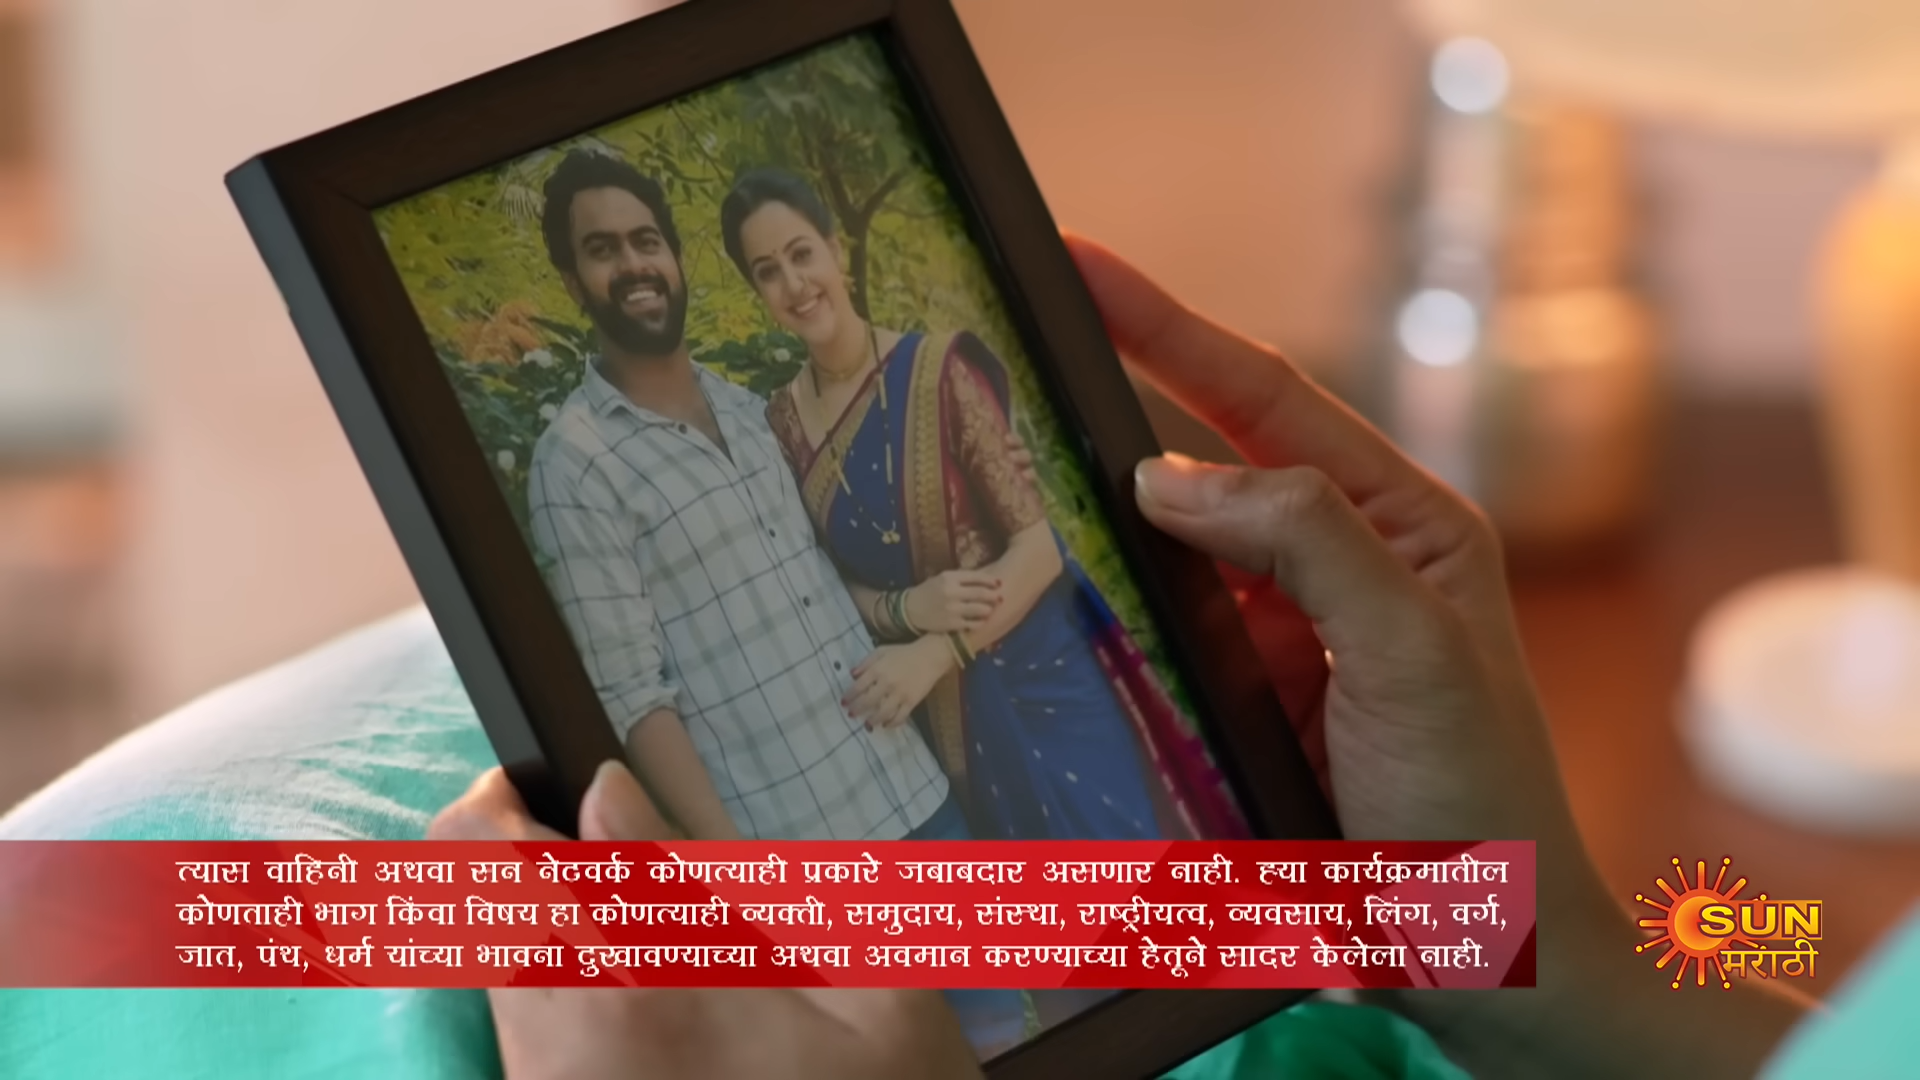 त्यास वाहिनी अथवा सन नेटवर्क कोणत्याही प्रकारे जबाबदार असणार नाही. ह्या कार्यक्रमातील
कोणताही भाग किंवा विषय हा कोणत्याही व्यक्ती, समुदाय, संस्था, राष्ट्रीयत्व, व्यवसाय, लिंग, वर्ग,
जात, पंथ, धर्म यांच्या भावना दुखावण्याच्या अथवा अवमान करण्याच्या हेतूने सादर केलेला नाही.
SUN
मराठी